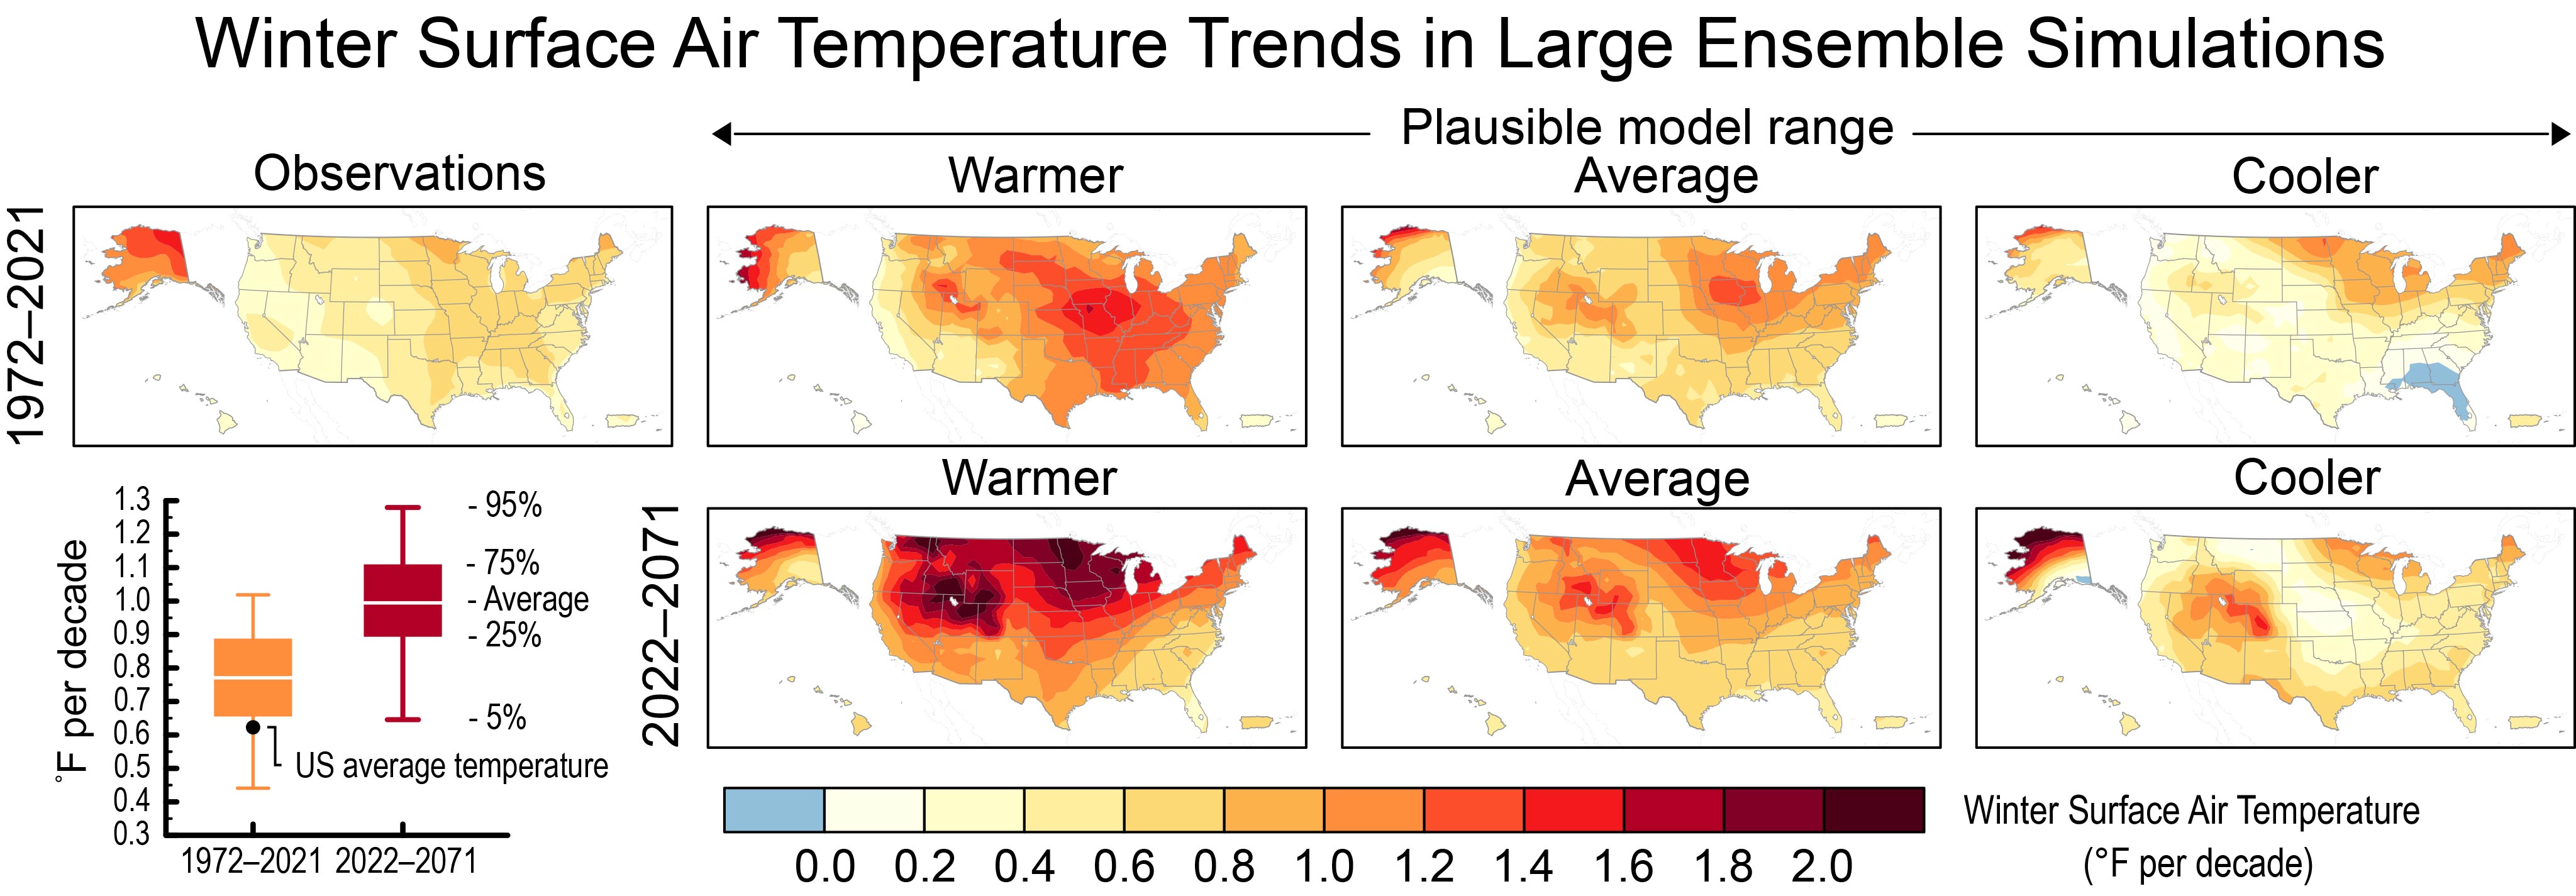 Winter Surface Air Temperature Trends in Large Ensemble Simulations
Plausible model range
Observations
Warmer
Average
Cooler
1972–2021
Warmer
Average
Cooler
2022–2071
°F per decade
1.3
1.2
1.1
1.0
0.9
0.8
0.7
0.6
0.5
0.4
0.3
- 95%
- 75%
- Average
- 25%
- 5%
US average temperature
1972–2021 2022–2071
0.0 0.2 0.4 0.6 0.8 1.0 1.2 1.4 1.6 1.8 2.0
Winter Surface Air Temperature
(°F per decade)